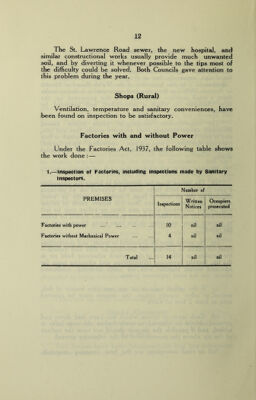 12
The St. Lawrence Road sewer, the new hospital, and
similar constructional works usually provide much unwanted
soil, and by diverting it whenever possible to the tips most of
the difficulty could be solved. Both Councils gave attention to
this problem during the year.
Shops (Rural)
Ventilation, temperature and sanitary conveniences, have
been found on inspection to be satisfactory.
Factories with and without Power
Under the Factories Act, 1937, the following table shows
the work done :—
1.—Inspection of Factories, including inspections made by Sanitary
Inspectors.
PREMISES
Number of
Inspections Written Notices Occupiers prosecuted
Factories with power ... ... ... 10 nil nil
Factories without Mechanical Power ... ... 4 nil nil
Total ... 14 nil nil